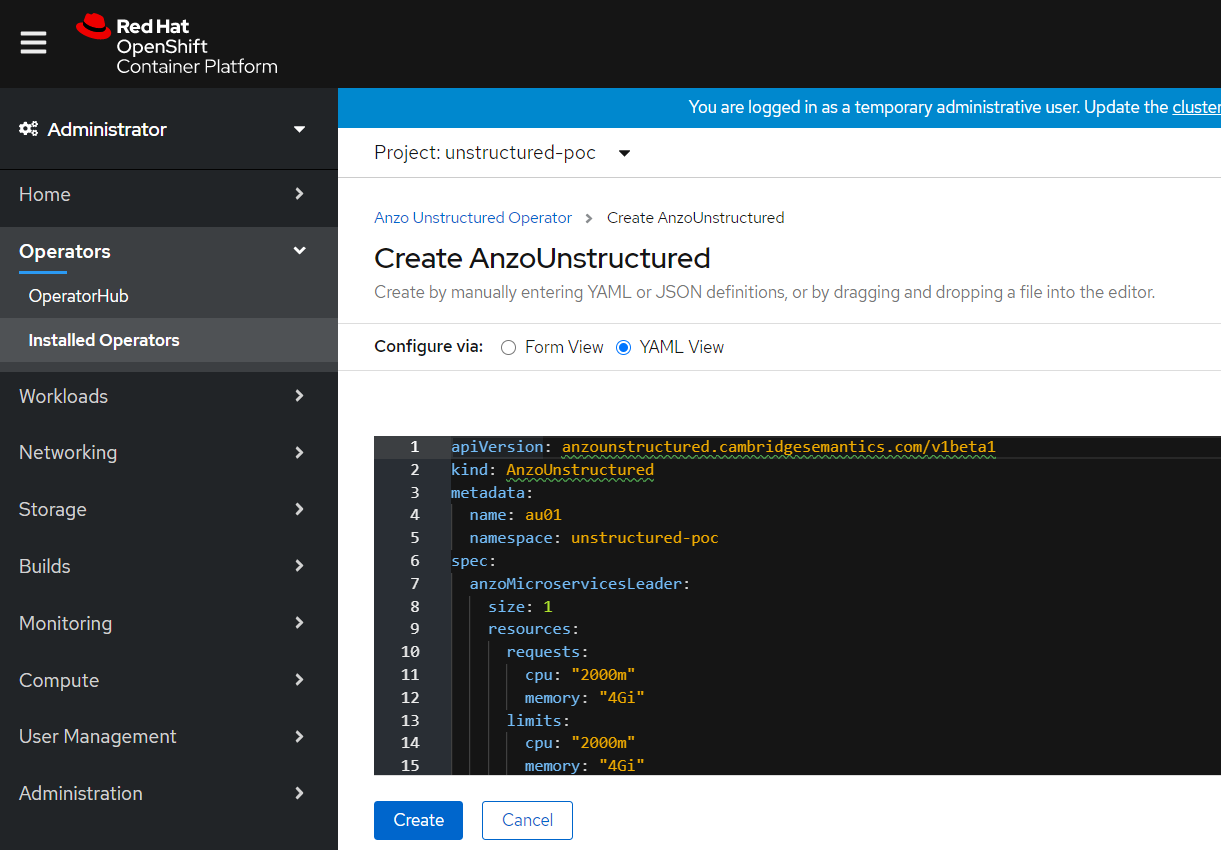 Red Hat
OpenShift
Container Platform
Administrator
Home
Operators
OperatorHub
Installed Operators
Workloads
Networking
Storage
Builds
Monitoring
Compute
User Management
Administration
You are logged in as a temporary administrative user. Update the cluster
Project: unstructured-poc
Anzo Unstructured Operator > Create AnzoUnstructured
Create AnzoUnstructured
Create by manually entering YAML or JSON definitions, or by dragging and dropping a file into the editor.
Configure via: Form View YAML View
1 apiVersion: anzounstructured.cambridgesemantics.com/v1beta1
2 kind: AnzoUnstructured
3 metadata:
4   name: au01
5   namespace: unstructured-poc
6 spec:
7   anzoMicroservicesLeader:
8     size: 1
9     resources:
10       requests:
11         cpu: "2000m"
12         memory: "4Gi"
13       limits:
14         cpu: "2000m"
15         memory: "4Gi"
Create Cancel